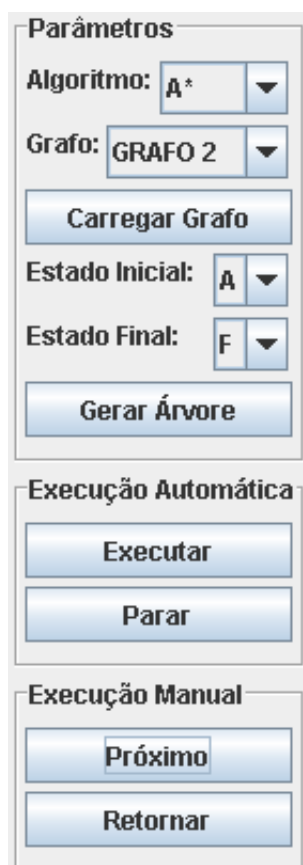 Parâmetros
Algoritmo: A*
Grafo: GRAFO 2
Carregar Grafo
Estado Inicial: A
Estado Final: F
Gerar Árvore
Execução Automática
Executar
Parar
Execução Manual
Próximo
Retornar